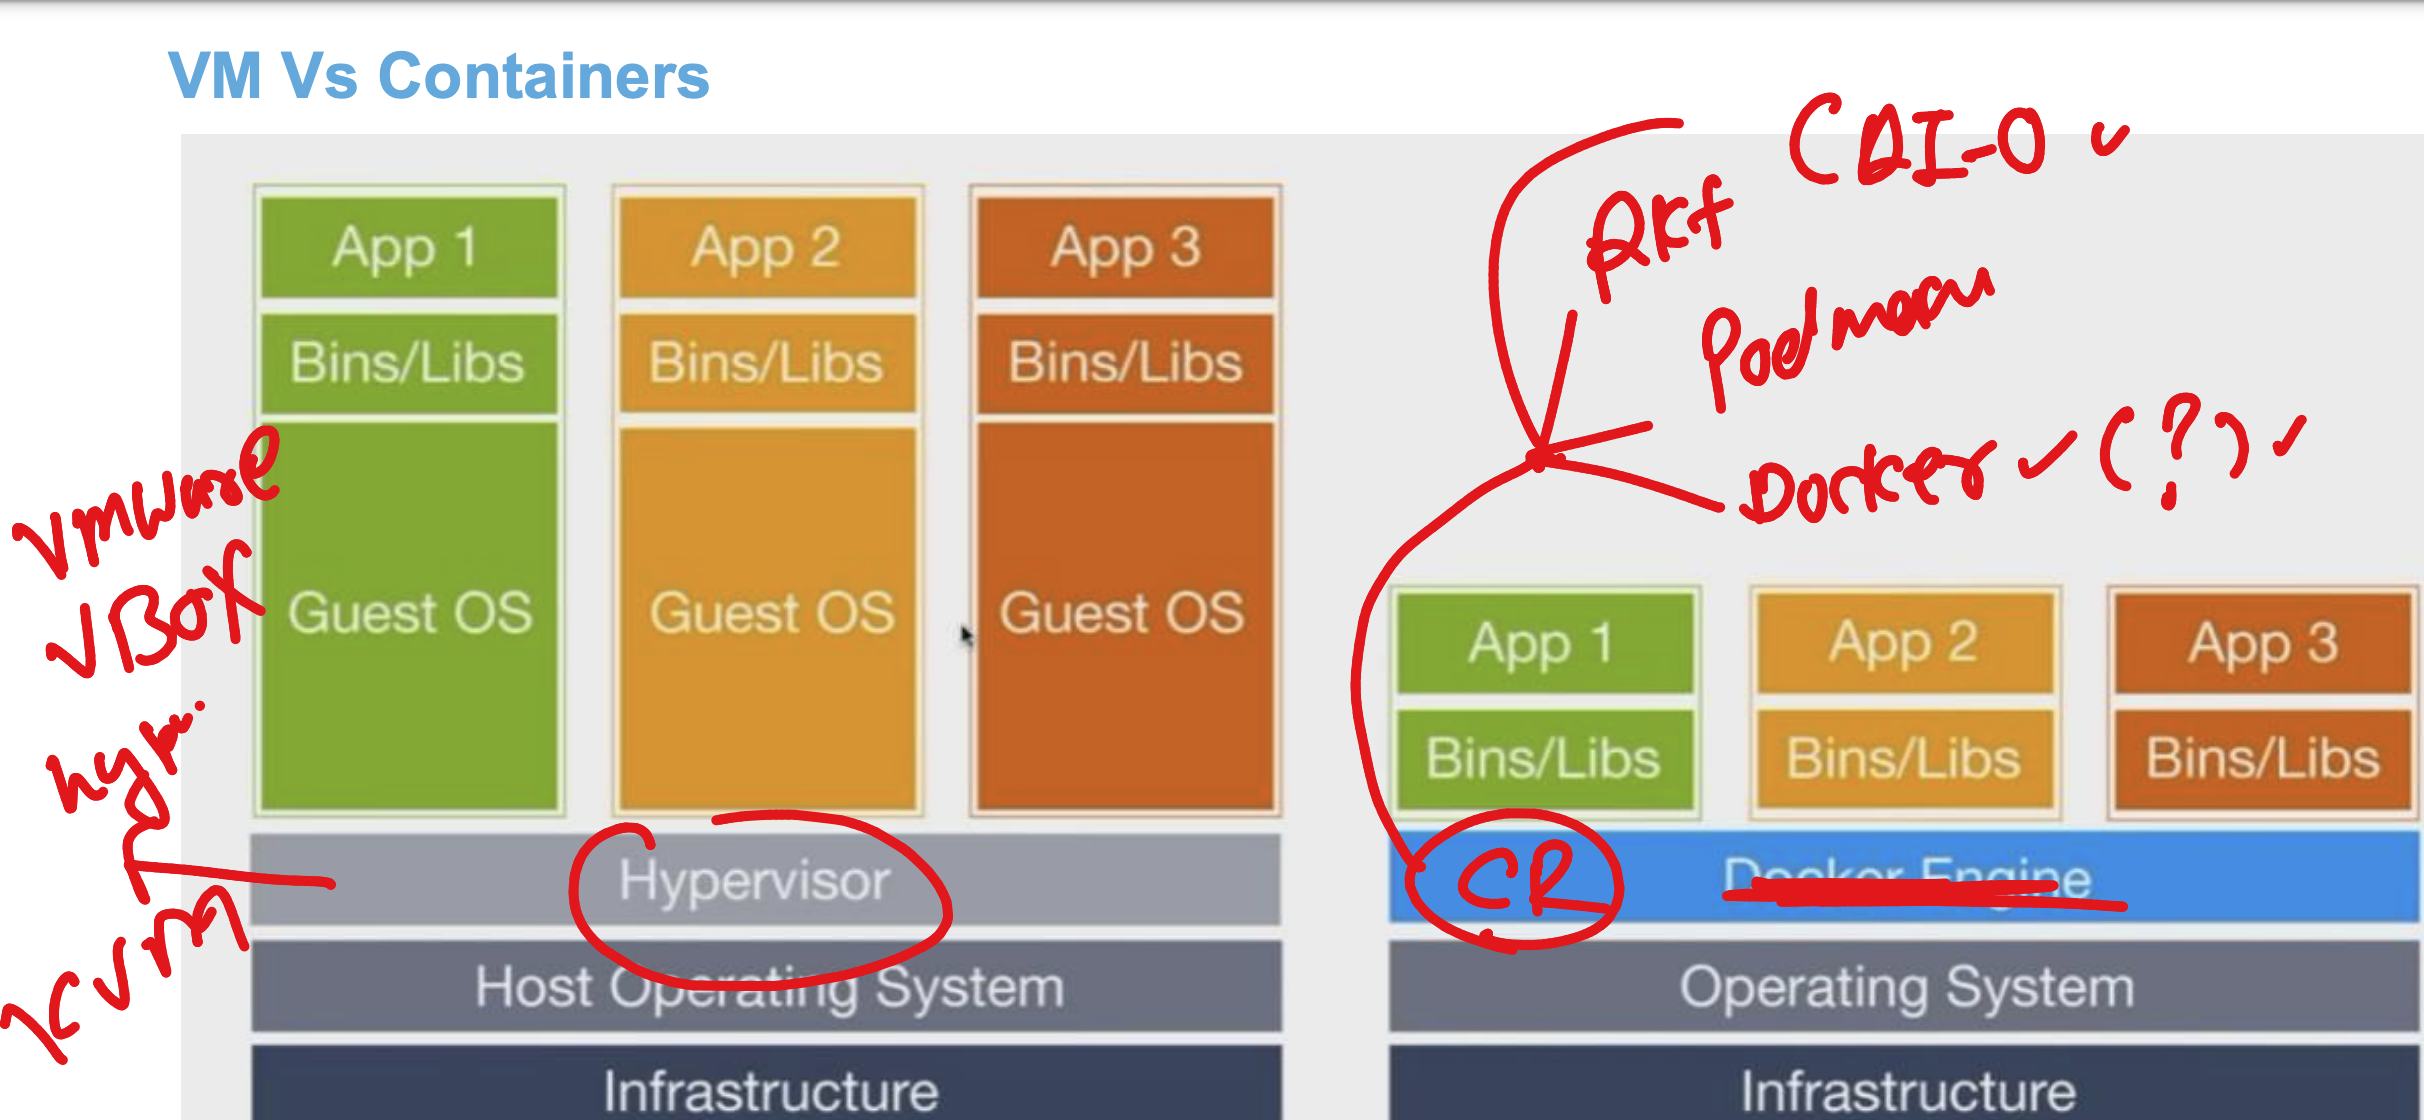 VM Vs Containers
CRI-O
Rkt
Podman
Docker (?)
App 1
App 2
App 3
Bins/Libs
Bins/Libs
Bins/Libs
Guest OS
Guest OS
Guest OS
VMWare
VBOX
KVM
Hypervisor
Host Operating System
Infrastructure
App 1
App 2
App 3
Bins/Libs
Bins/Libs
Bins/Libs
CR
Docker Engine
Operating System
Infrastructure